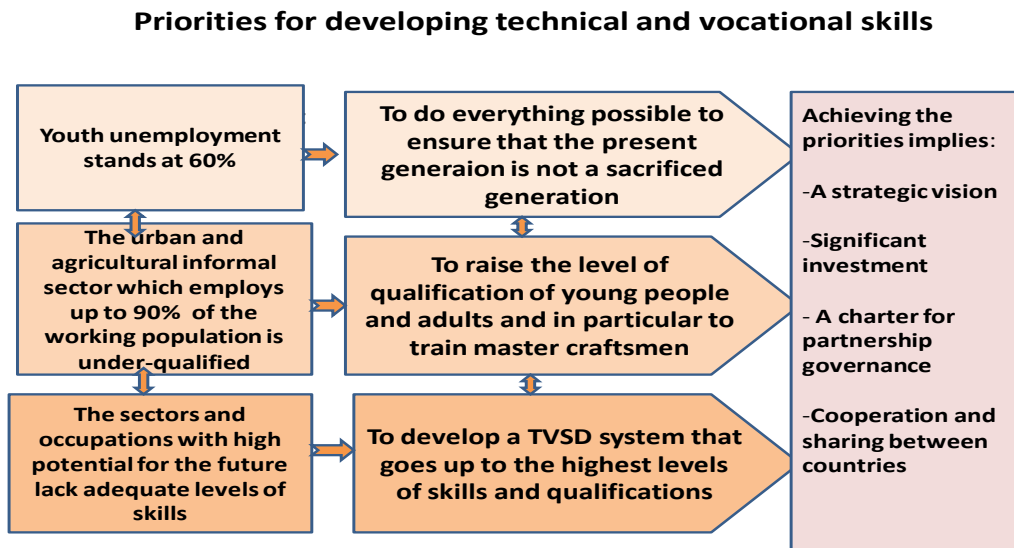 Priorities for developing technical and vocational skills
Youth unemployment
stands at 60%
To do everything possible to
ensure that the present
generaion is not a sacrificed
generation
The urban and
agricultural informal
sector which employs
up to 90% of the
working population is
under-qualified
To raise the level of
qualification of young people
and adults and in particular to
train master craftsmen
The sectors and
occupations with high
potential for the future
lack adequate levels of
skills
To develop a TVSD system that
goes up to the highest levels
of skills and qualifications
Achieving the
priorities implies:
-A strategic vision
-Significant
investment
- A charter for
partnership
governance
-Cooperation and
sharing between
countries